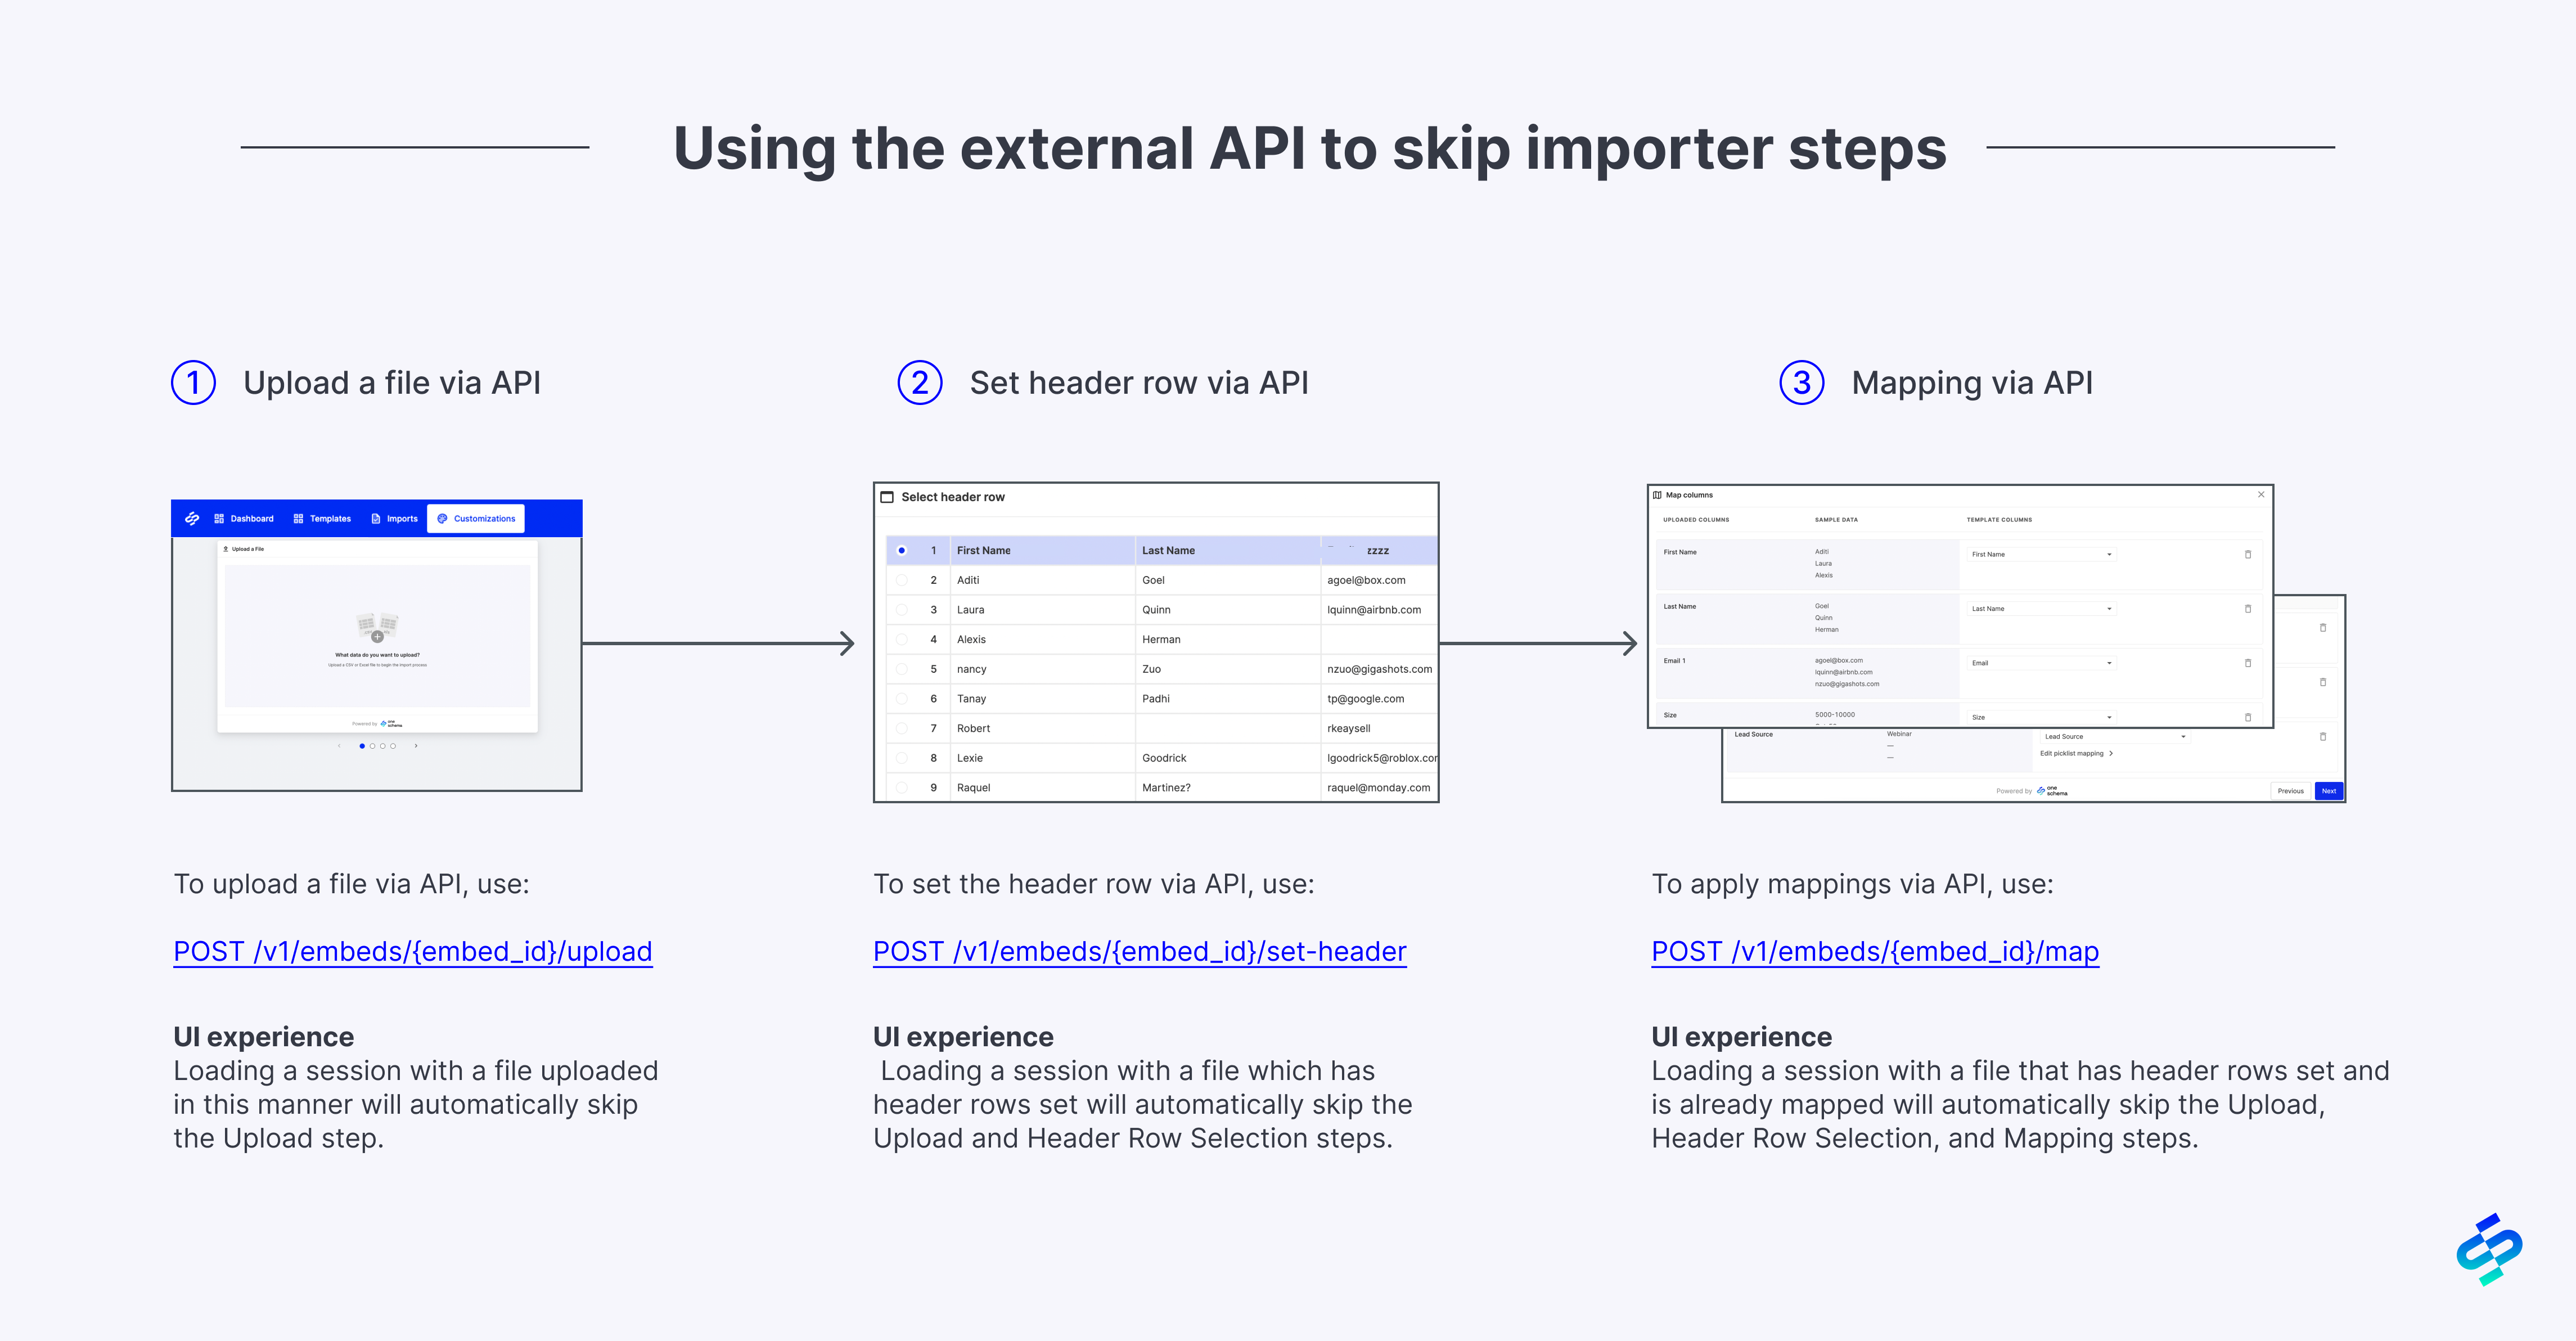 Using the external API to skip importer steps
1 Upload a file via API
2 Set header row via API
3 Mapping via API
Dashboard Templates Imports Customizations
Upload a File
What data do you want to upload?
Upload a CSV or Excel file to begin the import process
Powered by one schema
Select header row
1 First Name Last Name zzzz
2 Aditi Goel agoel@box.com
3 Laura Quinn lquinn@airbnb.com
4 Alexis Herman
5 nancy Zuo nzuo@gigashots.com
6 Tanay Padhi tp@google.com
7 Robert rkeaysell
8 Lexie Goodrick lgoodrick5@roblox.com
9 Raquel Martinez? raquel@monday.com
Map columns
UPLOADED COLUMNS SAMPLE DATA TEMPLATE COLUMNS
First Name Aditi First Name
Laura
Alexis
Last Name Goel Last Name
Quinn
Herman
Email 1 agoel@box.com Email
lquinn@airbnb.com
nzuo@gigashots.com
Size 5000-10000 Size
Lead Source Webinar Lead Source
—
Edit picklist mapping
—
Powered by one schema
Previous Next
To upload a file via API, use:
POST /v1/embeds/{embed_id}/upload
UI experience
Loading a session with a file uploaded
in this manner will automatically skip
the Upload step.
To set the header row via API, use:
POST /v1/embeds/{embed_id}/set-header
UI experience
Loading a session with a file which has
header rows set will automatically skip the
Upload and Header Row Selection steps.
To apply mappings via API, use:
POST /v1/embeds/{embed_id}/map
UI experience
Loading a session with a file that has header rows set and
is already mapped will automatically skip the Upload,
Header Row Selection, and Mapping steps.